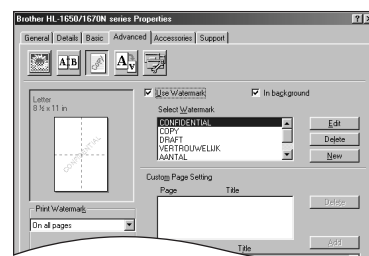 Brother HL-1650/1670N series Properties
General Details Basic Advanced Accessories Support
A B
Letter
8 ½ x 11 in
CONFIDENTIAL
Print Watermark
On all pages
Use Watermark In background
Select Watermark
CONFIDENTIAL
COPY
DRAFT
VERTROUWELIJK
AANTAL
Edit
Delete
New
Custom Page Setting
Page Title
Delete
Add
Title